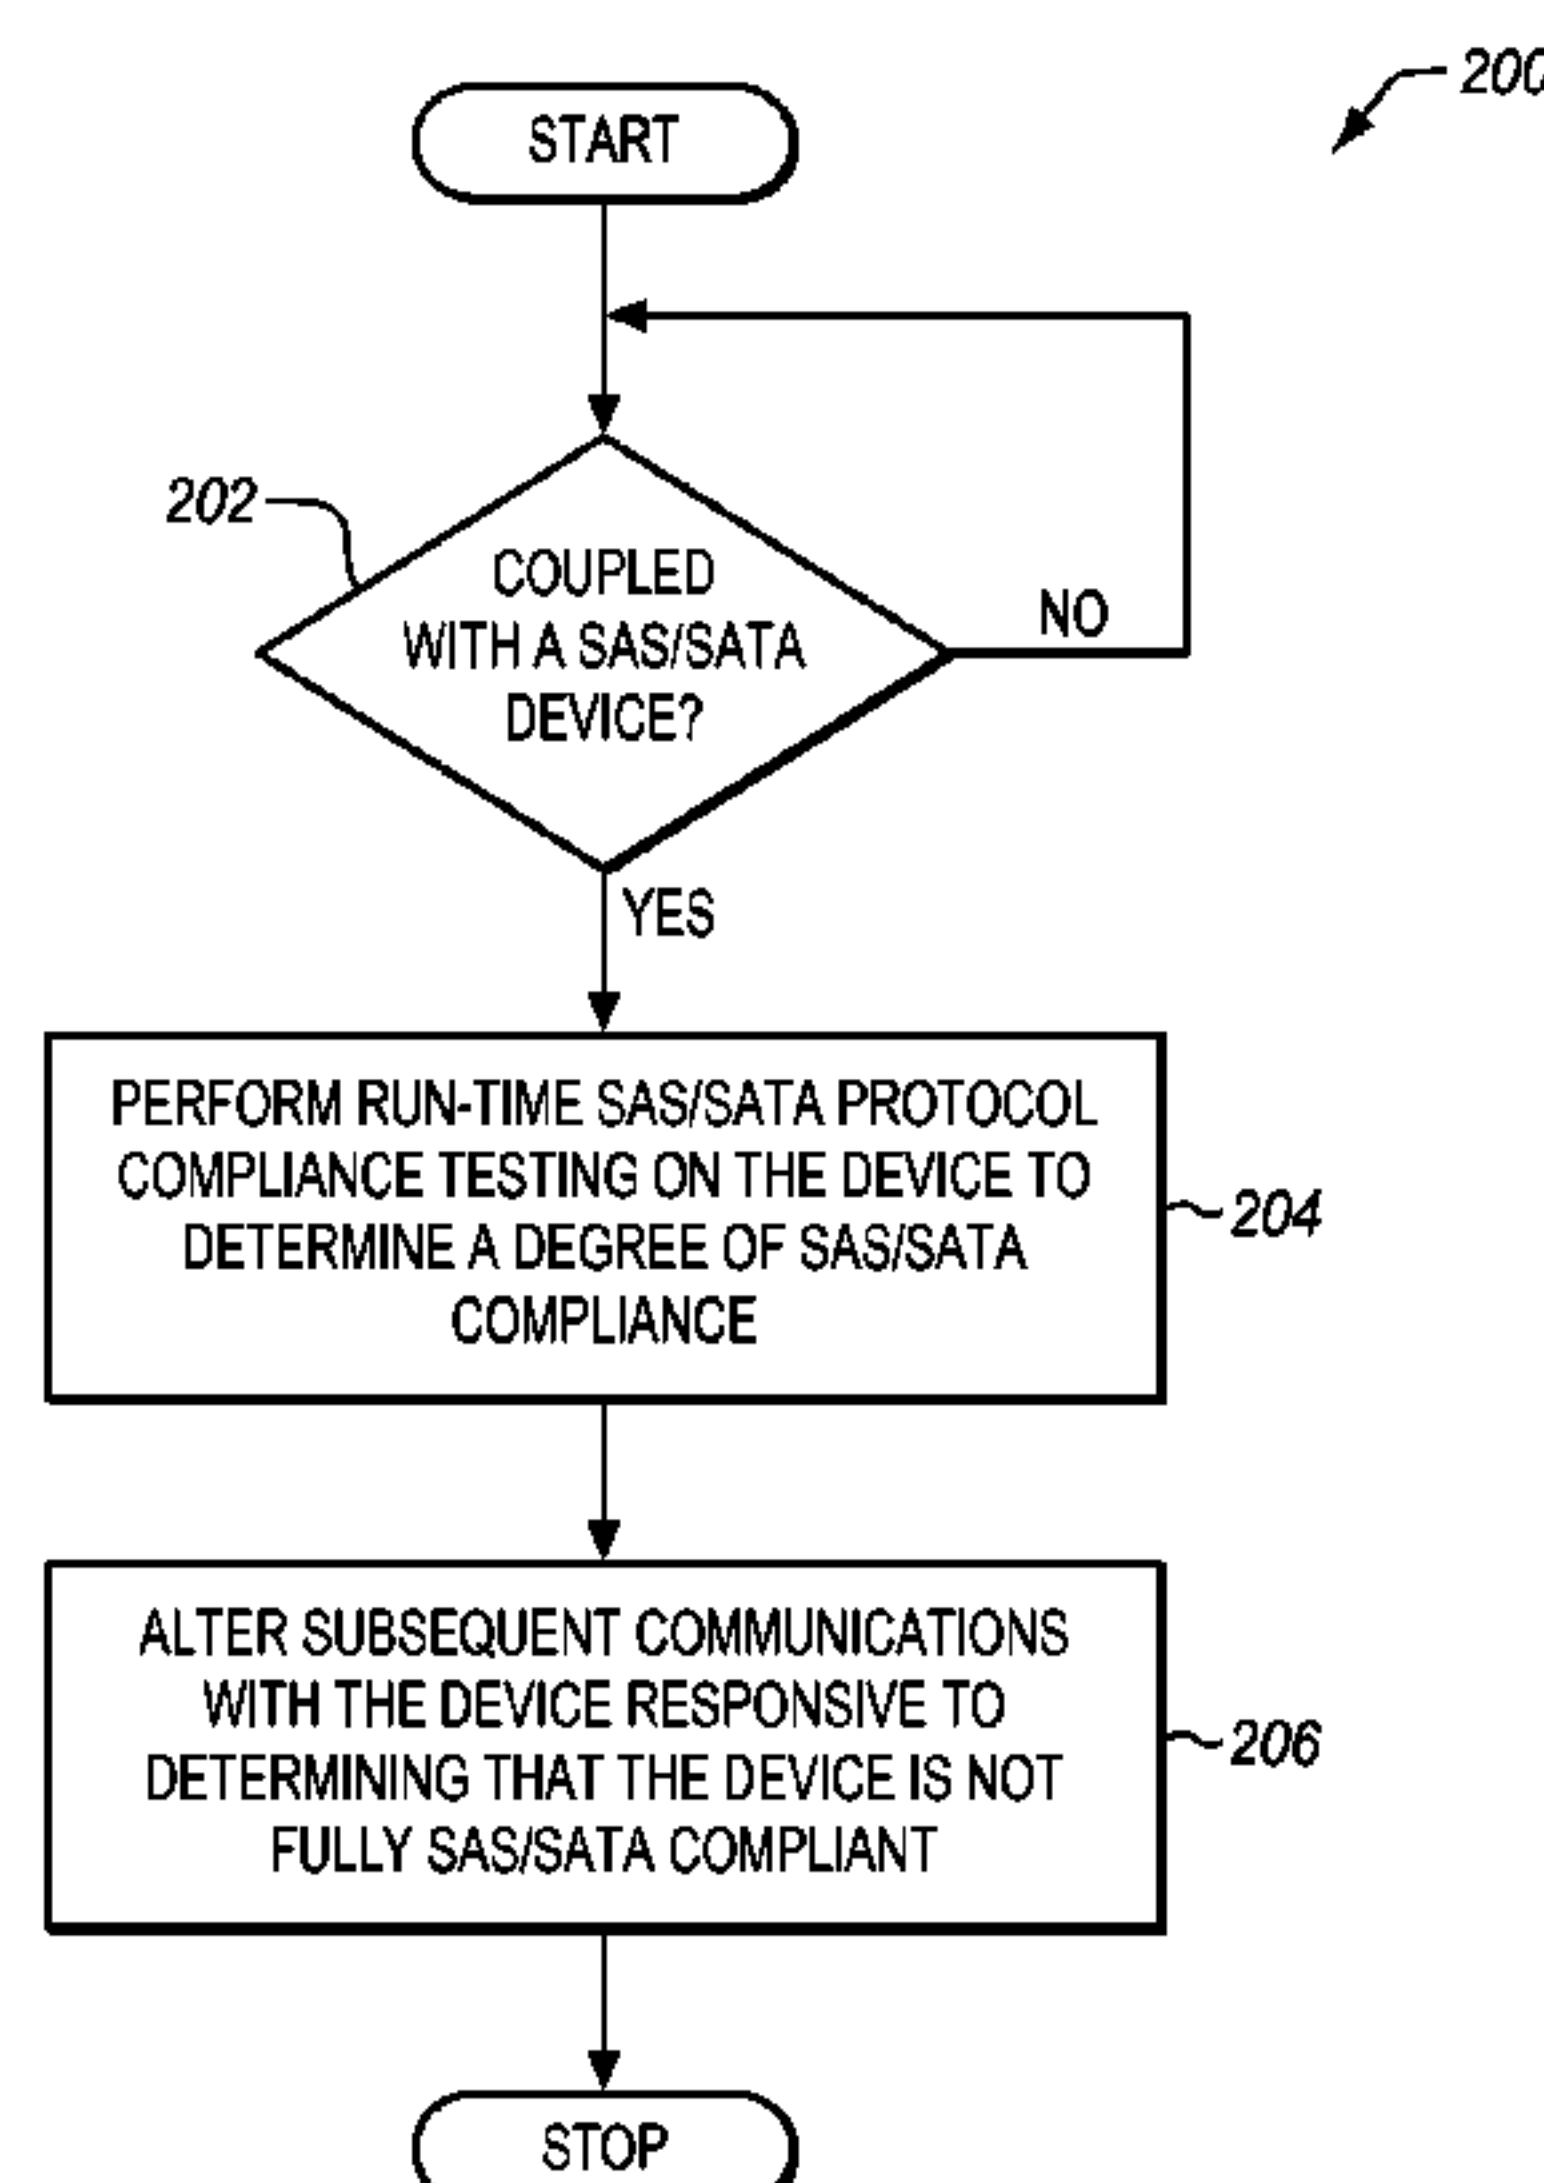 200
START
202
COUPLED
WITH A SAS/SATA
DEVICE?
NO
YES
PERFORM RUN-TIME SAS/SATA PROTOCOL
COMPLIANCE TESTING ON THE DEVICE TO
DETERMINE A DEGREE OF SAS/SATA
COMPLIANCE
204
ALTER SUBSEQUENT COMMUNICATIONS
WITH THE DEVICE RESPONSIVE TO
DETERMINING THAT THE DEVICE IS NOT
FULLY SAS/SATA COMPLIANT
206
STOP